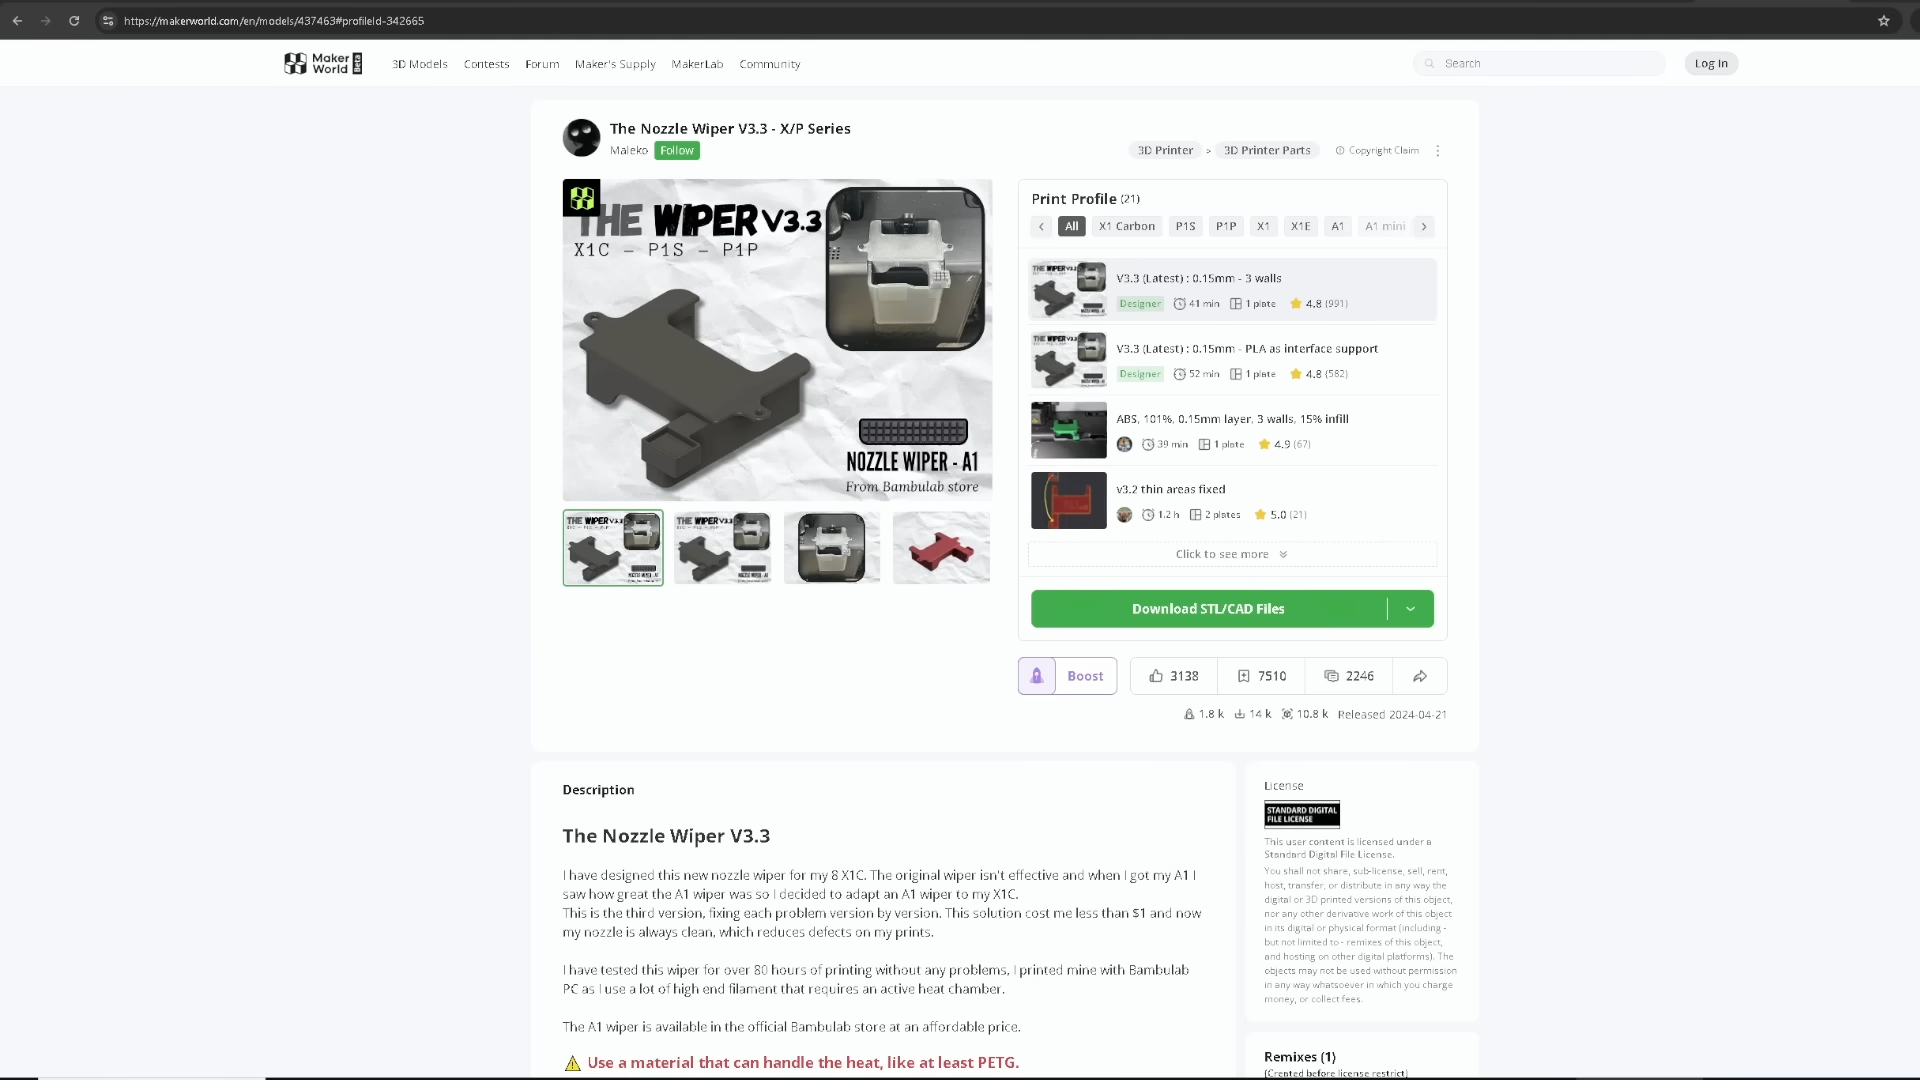 https://makerworld.com/en/models/437463#profileId-342665
Maker World Beta
3D Models Contests Forum Maker's Supply MakerLab Community
Search
Log In
The Nozzle Wiper V3.3 - X/P Series
Maleko Follow
3D Printer > 3D Printer Parts Copyright Claim
THE WIPER V3.3
X1C – P1S – P1P
NOZZLE WIPER - A1
From Bambulab store
Print Profile (21)
All X1 Carbon P1S P1P X1 X1E A1 A1 mini
V3.3 (Latest) : 0.15mm - 3 walls
Designer 41 min 1 plate 4.8 (991)
V3.3 (Latest) : 0.15mm - PLA as interface support
Designer 52 min 1 plate 4.8 (582)
ABS, 101%, 0.15mm layer, 3 walls, 15% infill
39 min 1 plate 4.9 (67)
v3.2 thin areas fixed
1.2 h 2 plates 5.0 (21)
Click to see more
Download STL/CAD Files
Boost 3138 7510 2246
1.8 k 14 k 10.8 k Released 2024-04-21
Description
The Nozzle Wiper V3.3
I have designed this new nozzle wiper for my 8 X1C. The original wiper isn't effective and when I got my A1 I
saw how great the A1 wiper was so I decided to adapt an A1 wiper to my X1C.
This is the third version, fixing each problem version by version. This solution cost me less than $1 and now
my nozzle is always clean, which reduces defects on my prints.
I have tested this wiper for over 80 hours of printing without any problems, I printed mine with Bambulab
PC as I use a lot of high end filament that requires an active heat chamber.
The A1 wiper is available in the official Bambulab store at an affordable price.
Use a material that can handle the heat, like at least PETG.
License
STANDARD DIGITAL
FILE LICENSE
This user content is licensed under a
Standard Digital File License.
You shall not share, sub-license, sell, rent,
host, transfer, or distribute in any way the
digital or 3D printed versions of this object,
nor any other derivative work of this object
in its digital or physical format (including -
but not limited to - remixes of this object,
and hosting on other digital platforms). The
objects may not be used without permission
in any way whatsoever in which you charge
money, or collect fees.
Remixes (1)
(Created before license restrict)